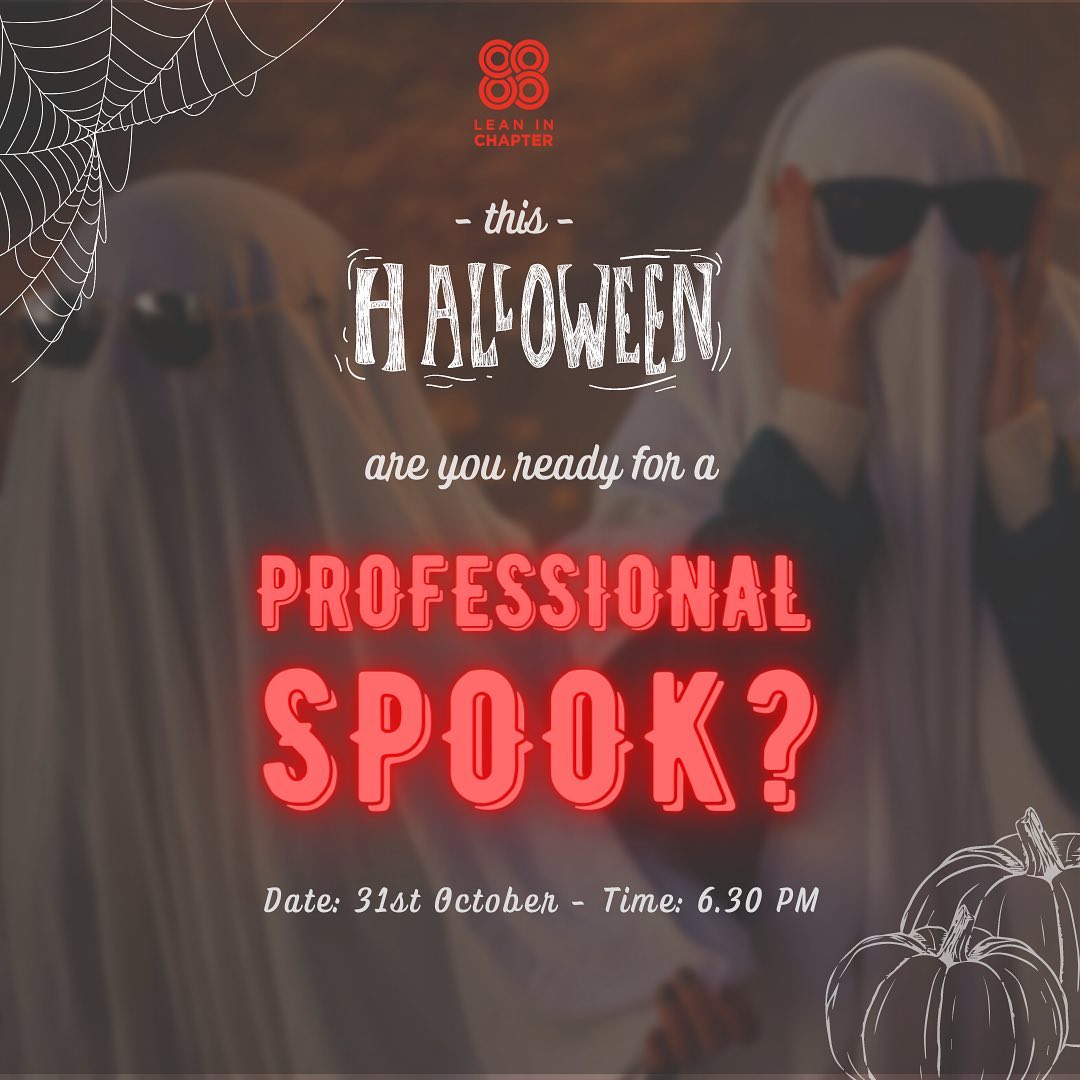 LEAN IN
CHAPTER
- this -
HALLOWEEN
are you ready for a
PROFESSIONAL
SPOOK?
Date: 31st October - Time: 6.30 PM